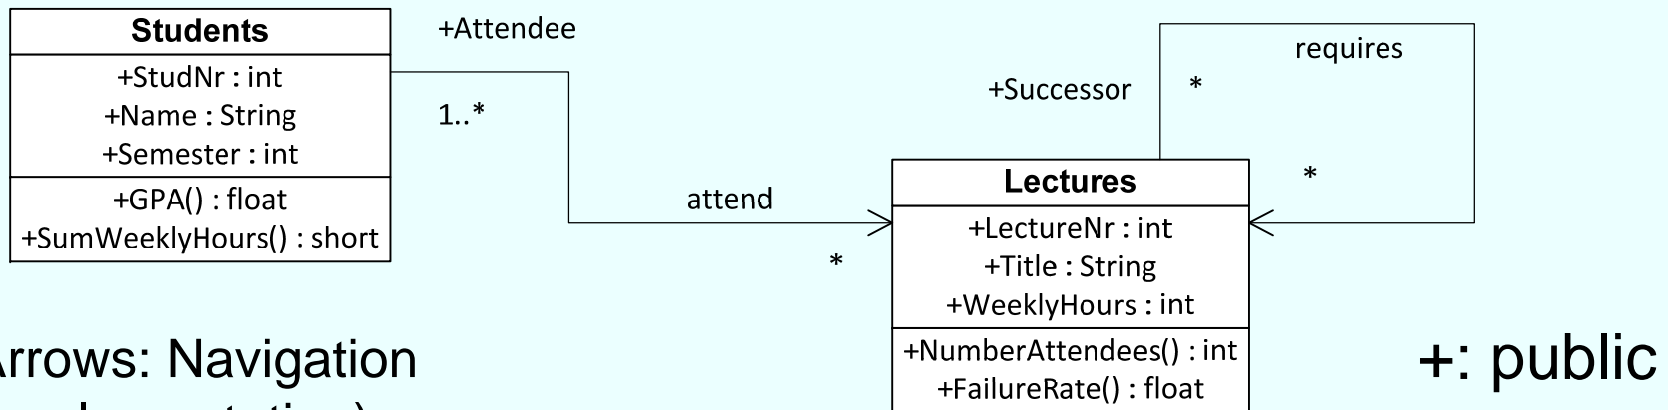 Students
+StudNr : int
+Name : String
+Semester : int
+GPA() : float
+SumWeeklyHours() : short
+Attendee
1..*
attend
*
+Successor
*
requires
*
Lectures
+LectureNr : int
+Title : String
+WeeklyHours : int
+NumberAttendees() : int
+FailureRate() : float
Arrows: Navigation
+: public